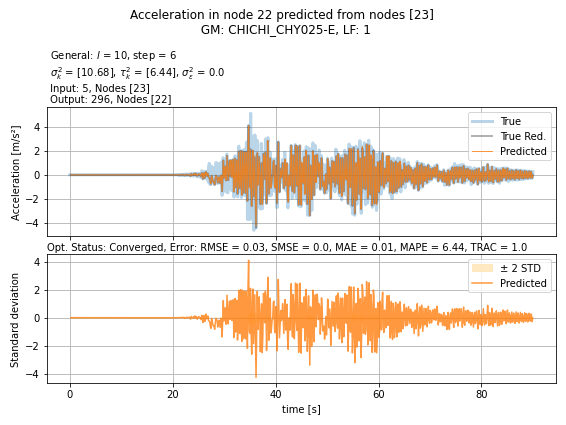 Acceleration in node 22 predicted from nodes [23]
GM: CHICHI_CHY025-E, LF: 1
General: l = 10, step = 6
σ²ₖ = [10.68], τ²ₖ = [6.44], σ²ε = 0.0
Input: 5, Nodes [23]
Output: 296, Nodes [22]
Acceleration [m/s²]
4
2
0
−2
−4
True
True Red.
Predicted
Opt. Status: Converged, Error: RMSE = 0.03, SMSE = 0.0, MAE = 0.01, MAPE = 6.44, TRAC = 1.0
Standard deviation
4
2
0
−2
−4
± 2 STD
Predicted
0 20 40 60 80
time [s]